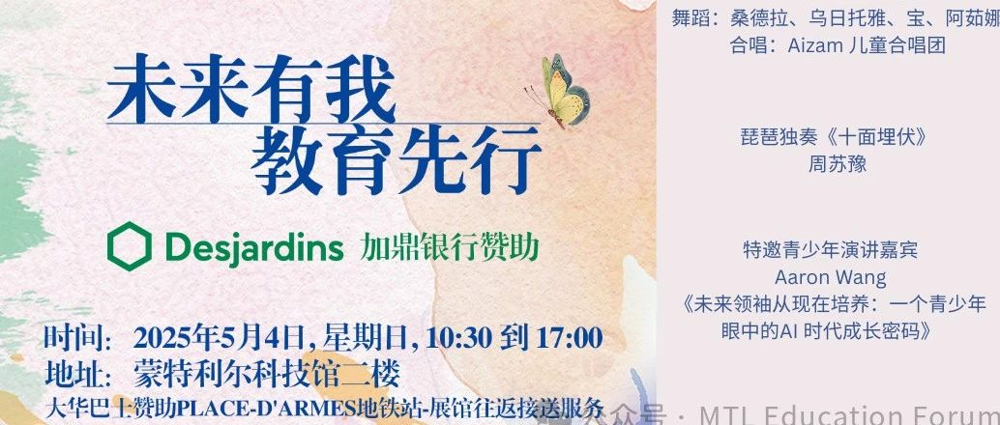 未来有我
教育先行
Desjardins 加鼎银行赞助
时间：2025年5月4日, 星期日, 10:30 到 17:00
地址：蒙特利尔科技馆二楼
大华巴士赞助PLACE-D'ARMES地铁站-展馆往返接送服务
舞蹈：桑德拉、乌日托雅、宝、阿茹娜
合唱：Aizam 儿童合唱团
琵琶独奏《十面埋伏》
周苏豫
特邀青少年演讲嘉宾
Aaron Wang
《未来领袖从现在培养：一个青少年
眼中的AI 时代成长密码》
公众号 · MTL Education Forum